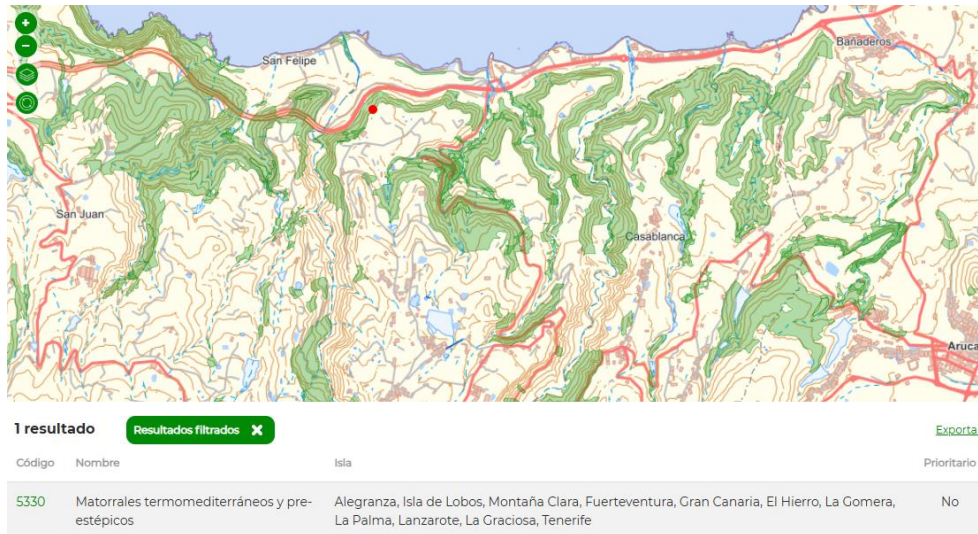 +
−
San Felipe
Bañaderos
San Juan
Casablanca
Aruca
1 resultado Resultados filtrados X
Exporta
Código Nombre Isla Prioritario
5330 Matorrales termomediterráneos y pre-
estépicos
Alegranza, Isla de Lobos, Montaña Clara, Fuerteventura, Gran Canaria, El Hierro, La Gomera,
La Palma, Lanzarote, La Graciosa, Tenerife
No